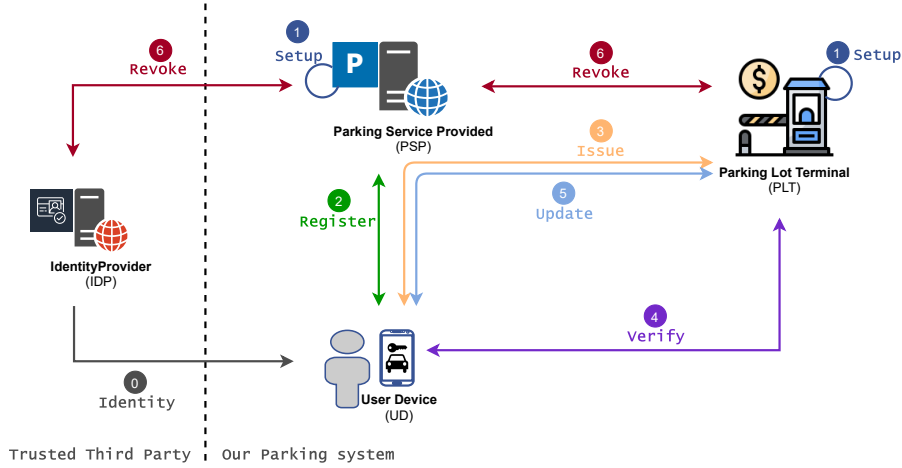 1
6
6
1
Setup
Setup
Revoke
Revoke
P
$
3
Parking Service Provided
(PSP)
Issue
Parking Lot Terminal
(PLT)
2
5
Register
Update
IdentityProvider
(IDP)
4
Verify
0
Identity
User Device
(UD)
Trusted Third Party
Our Parking system